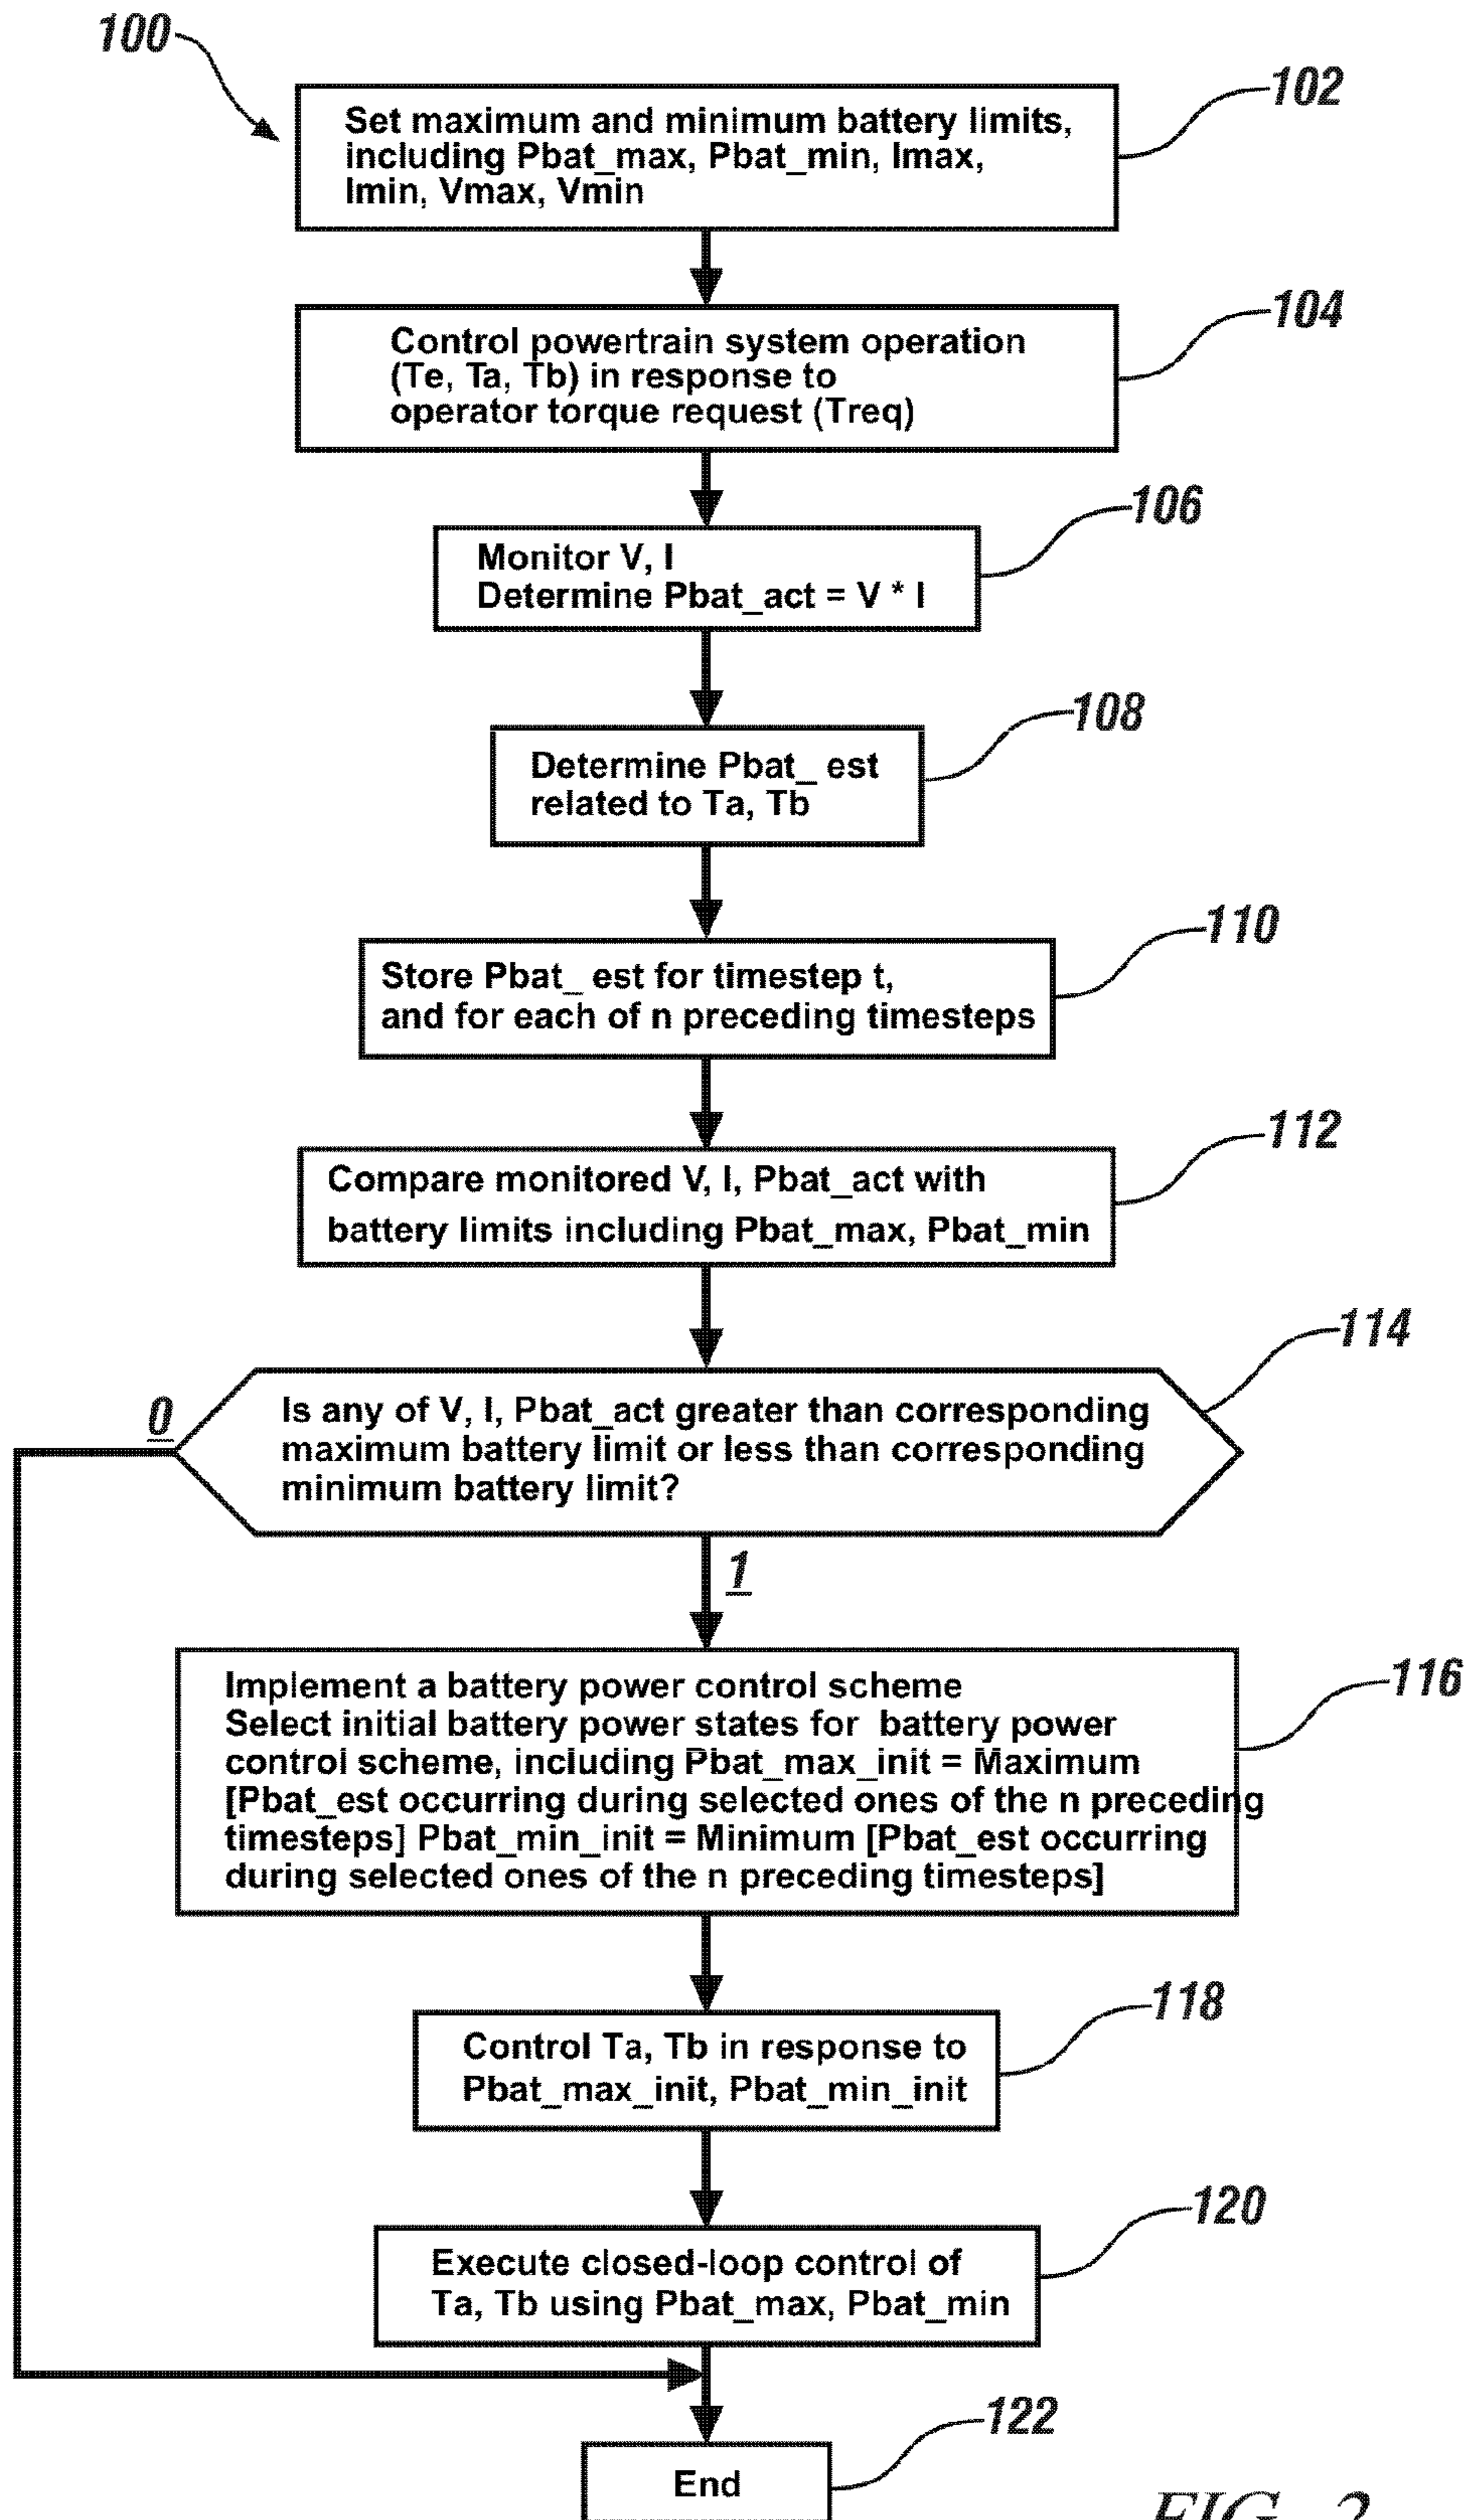 100
102
Set maximum and minimum battery limits,
including Pbat_max, Pbat_min, Imax,
Imin, Vmax, Vmin
104
Control powertrain system operation
(Te, Ta, Tb) in response to
operator torque request (Treq)
106
Monitor V, I
Determine Pbat_act = V * I
108
Determine Pbat_ est
related to Ta, Tb
110
Store Pbat_ est for timestep t,
and for each of n preceding timesteps
112
Compare monitored V, I, Pbat_act with
battery limits including Pbat_max, Pbat_min
114
0
Is any of V, I, Pbat_act greater than corresponding
maximum battery limit or less than corresponding
minimum battery limit?
1
116
Implement a battery power control scheme
Select initial battery power states for battery power
control scheme, including Pbat_max_init = Maximum
[Pbat_est occurring during selected ones of the n preceding
timesteps] Pbat_min_init = Minimum [Pbat_est occurring
during selected ones of the n preceding timesteps]
118
Control Ta, Tb in response to
Pbat_max_init, Pbat_min_init
120
Execute closed-loop control of
Ta, Tb using Pbat_max, Pbat_min
122
End
FIG. 2